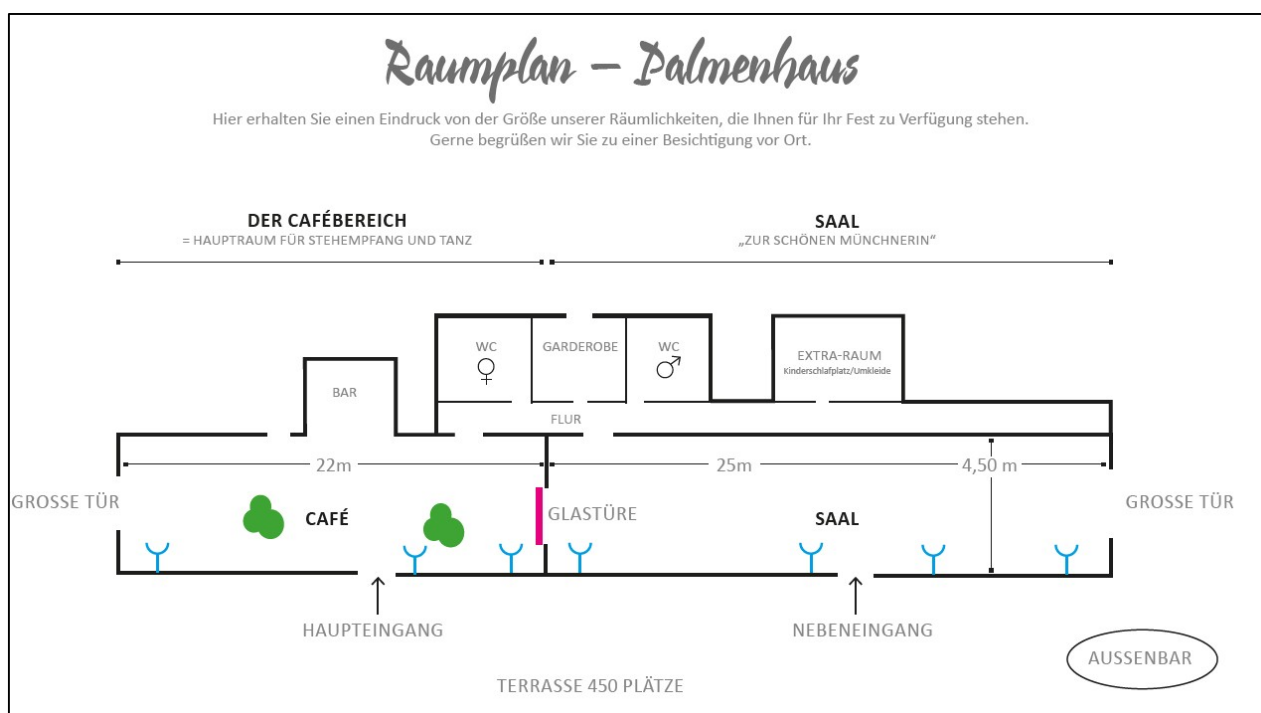 Raumplan – Palmenhaus
Hier erhalten Sie einen Eindruck von der Größe unserer Räumlichkeiten, die Ihnen für Ihr Fest zu Verfügung stehen.
Gerne begrüßen wir Sie zu einer Besichtigung vor Ort.
DER CAFÉBEREICH
= HAUPTRAUM FÜR STEHEMPFANG UND TANZ
SAAL
„ZUR SCHÖNEN MÜNCHNERIN“
WC
GARDEROBE
WC
EXTRA-RAUM
Kinderschlafplatz/Umkleide
BAR
FLUR
22m
25m
4,50 m
GROSSE TÜR
CAFÉ
GLASTÜRE
SAAL
GROSSE TÜR
HAUPTEINGANG
NEBENEINGANG
AUSSENBAR
TERRASSE 450 PLÄTZE